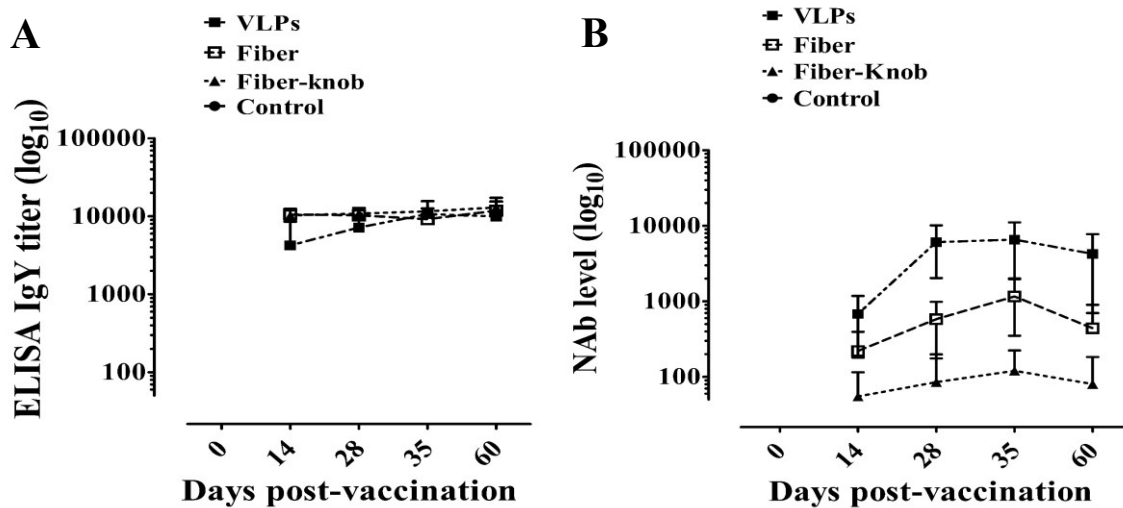 A
VLPs
Fiber
Fiber-knob
Control
ELISA IgY titer (log10)
100000
10000
1000
100
0
14
28
35
60
Days post-vaccination
B
VLPs
Fiber
Fiber-Knob
Control
NAb level (log10)
100000
10000
1000
100
0
14
28
35
60
Days post-vaccination